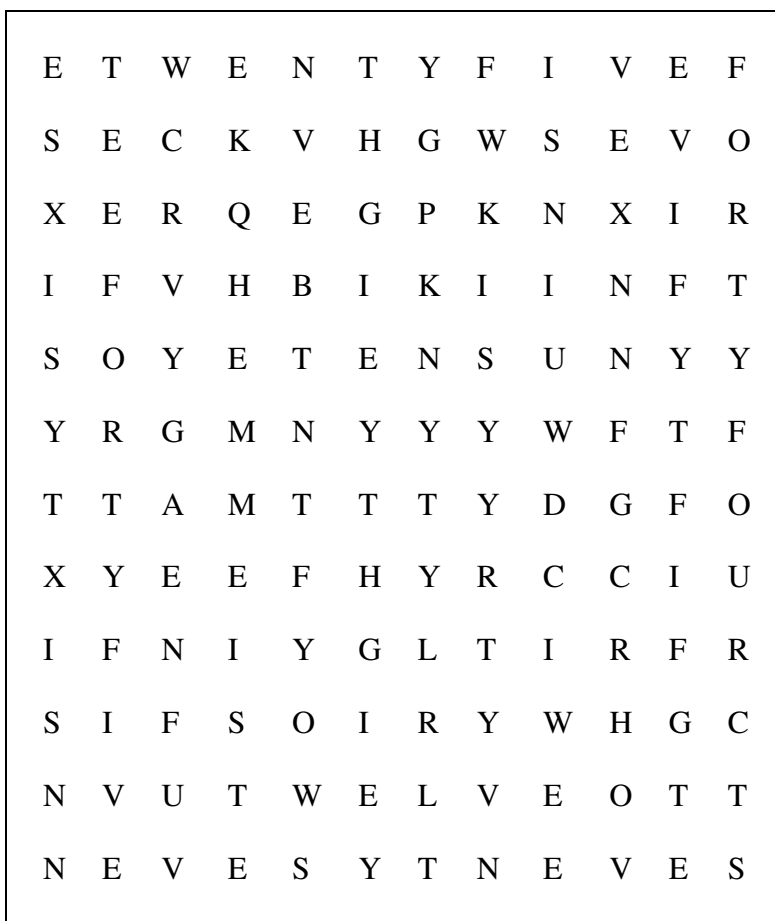 E T W E N T Y F I V E F
S E C K V H G W S E V O
X E R Q E G P K N X I R
I F V H B I K I I N F T
S O Y E T E N S U N Y Y
Y R G M N Y Y Y W F T F
T T A M T T T Y D G F O
X Y E E F H Y R C C I U
I F N I Y G L T I R F R
S I F S O I R Y W H G C
N V U T W E L V E O T T
N E V E S Y T N E V E S